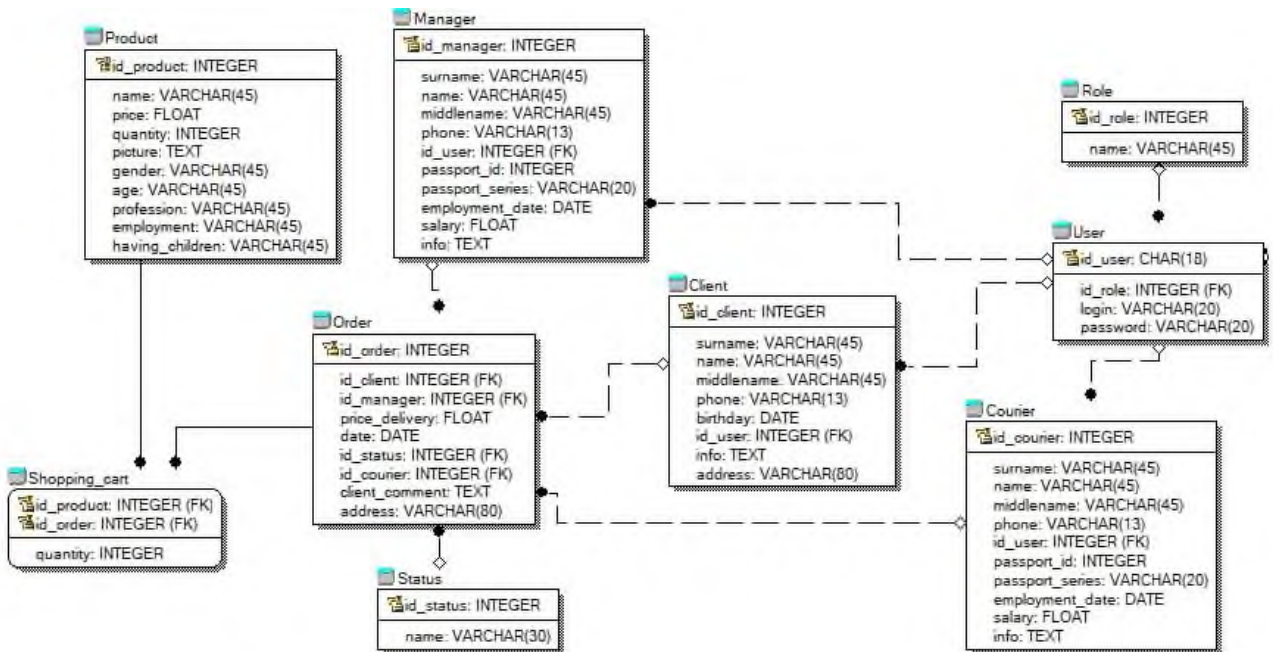 Product
id_product: INTEGER
name: VARCHAR(45)
price: FLOAT
quantity: INTEGER
picture: TEXT
gender: VARCHAR(45)
age: VARCHAR(45)
profession: VARCHAR(45)
employment: VARCHAR(45)
having_children: VARCHAR(45)
Manager
id_manager: INTEGER
surname: VARCHAR(45)
name: VARCHAR(45)
middlename: VARCHAR(45)
phone: VARCHAR(13)
id_user: INTEGER (FK)
passport_id: INTEGER
passport_series: VARCHAR(20)
employment_date: DATE
salary: FLOAT
info: TEXT
Role
id_role: INTEGER
name: VARCHAR(45)
User
id_user: CHAR(18)
id_role: INTEGER (FK)
login: VARCHAR(20)
password: VARCHAR(20)
Client
id_client: INTEGER
surname: VARCHAR(45)
name: VARCHAR(45)
middlename: VARCHAR(45)
phone: VARCHAR(13)
birthday: DATE
id_user: INTEGER (FK)
info: TEXT
address: VARCHAR(80)
Order
id_order: INTEGER
id_client: INTEGER (FK)
id_manager: INTEGER (FK)
price_delivery: FLOAT
date: DATE
id_status: INTEGER (FK)
id_courier: INTEGER (FK)
client_comment: TEXT
address: VARCHAR(80)
Courier
id_courier: INTEGER
surname: VARCHAR(45)
name: VARCHAR(45)
middlename: VARCHAR(45)
phone: VARCHAR(13)
id_user: INTEGER (FK)
passport_id: INTEGER
passport_series: VARCHAR(20)
employment_date: DATE
salary: FLOAT
info: TEXT
Shopping_cart
id_product: INTEGER (FK)
id_order: INTEGER (FK)
quantity: INTEGER
Status
id_status: INTEGER
name: VARCHAR(30)